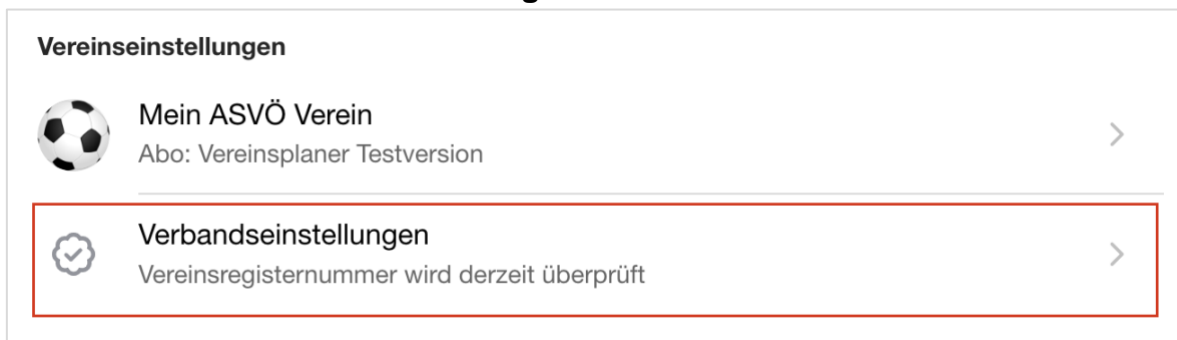 Vereinseinstellungen
Mein ASVÖ Verein
Abo: Vereinsplaner Testversion
Verbandseinstellungen
Vereinsregisternummer wird derzeit überprüft